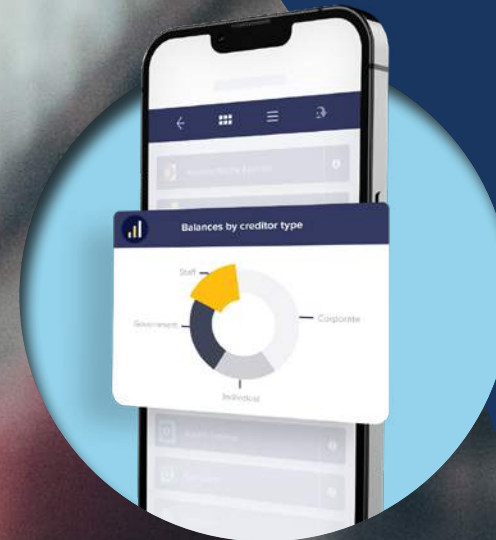 Balances by creditor type
Staff
Government
Corporate
Individual